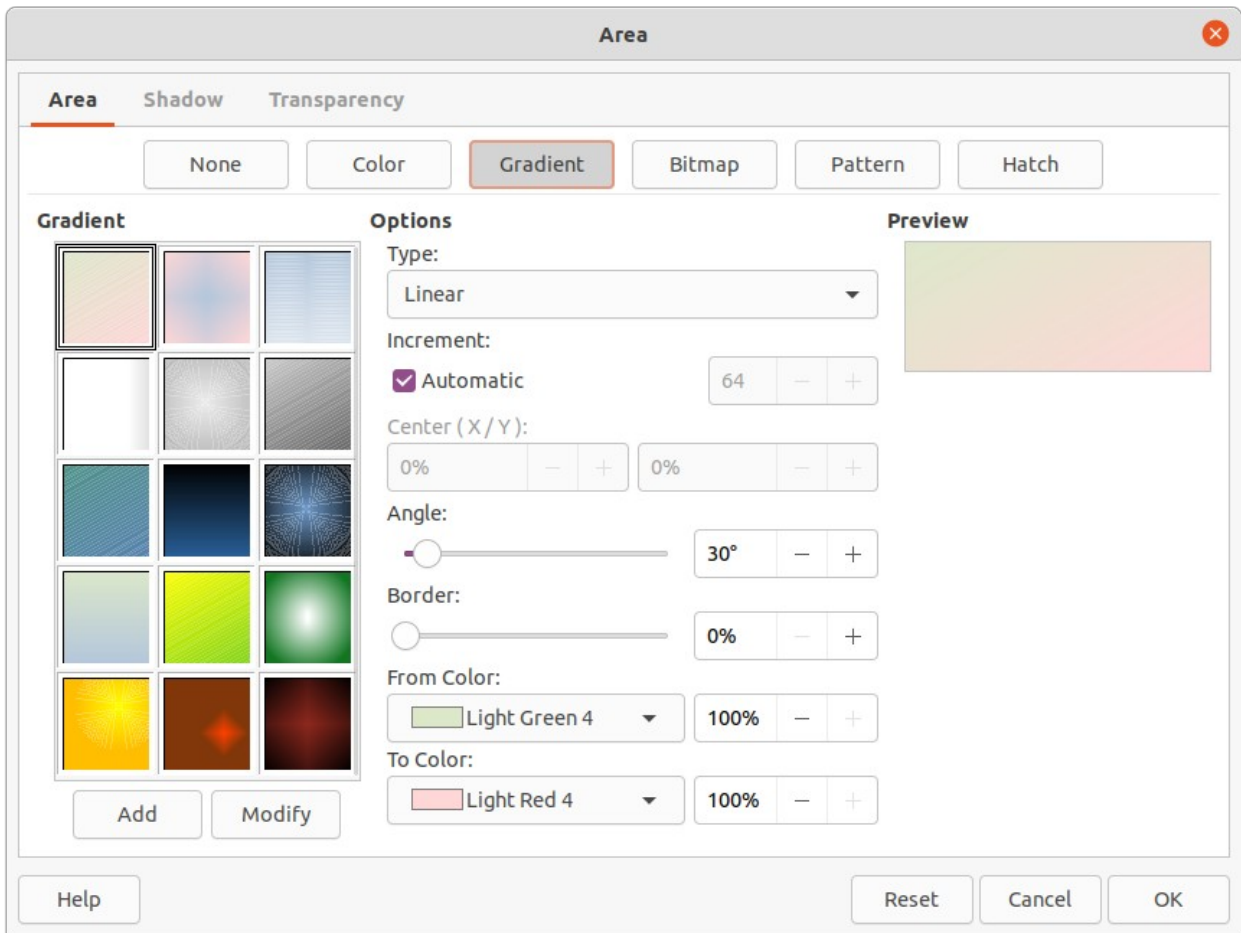 Area
Area Shadow Transparency
None Color Gradient Bitmap Pattern Hatch
Gradient
Options
Type:
Linear
Increment:
Automatic 64
Center ( X / Y ):
0% 0%
Angle:
30°
Border:
0%
From Color:
Light Green 4 100%
To Color:
Light Red 4 100%
Preview
Add Modify
Help Reset Cancel OK